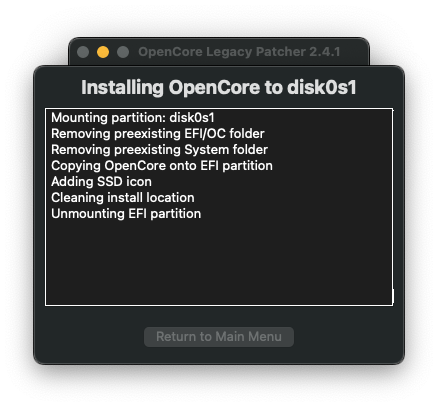 OpenCore Legacy Patcher 2.4.1
Installing OpenCore to disk0s1
Mounting partition: disk0s1
Removing preexisting EFI/OC folder
Removing preexisting System folder
Copying OpenCore onto EFI partition
Adding SSD icon
Cleaning install location
Unmounting EFI partition
Return to Main Menu